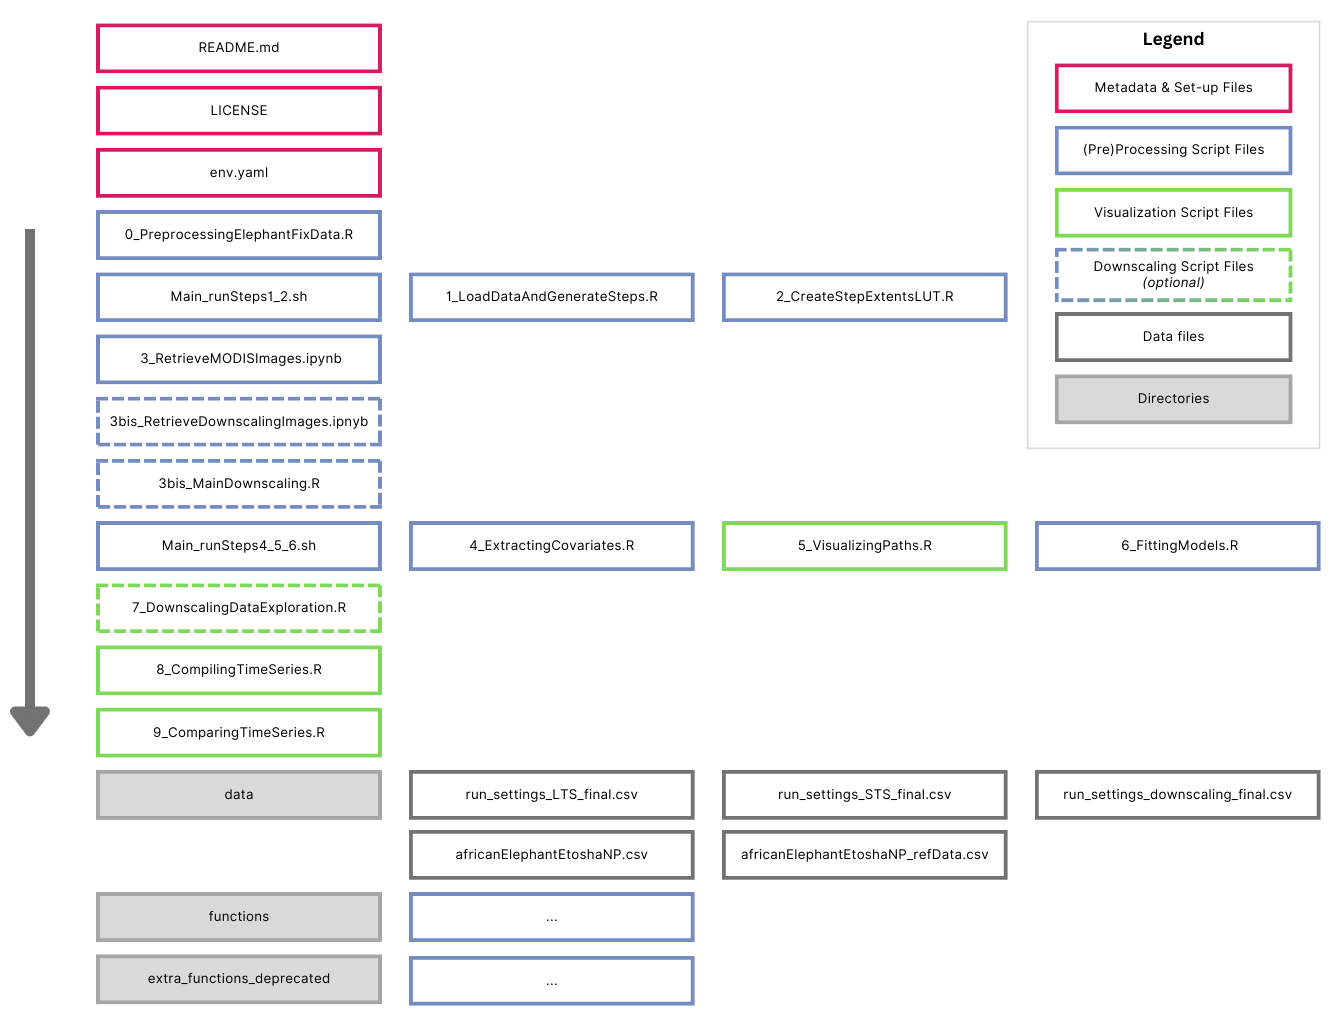 README.md
LICENSE
env.yaml
0_PreprocessingElephantFixData.R
Main_runSteps1_2.sh
1_LoadDataAndGenerateSteps.R
2_CreateStepExtentsLUT.R
3_RetrieveMODISImages.ipynb
3bis_RetrieveDownscalingImages.ipnyb
3bis_MainDownscaling.R
Main_runSteps4_5_6.sh
4_ExtractingCovariates.R
5_VisualizingPaths.R
6_FittingModels.R
7_DownscalingDataExploration.R
8_CompilingTimeSeries.R
9_ComparingTimeSeries.R
data
run_settings_LTS_final.csv
run_settings_STS_final.csv
run_settings_downscaling_final.csv
africanElephantEtoshaNP.csv
africanElephantEtoshaNP_refData.csv
functions
...
extra_functions_deprecated
...
Legend
Metadata & Set-up Files
(Pre)Processing Script Files
Visualization Script Files
Downscaling Script Files
(optional)
Data files
Directories